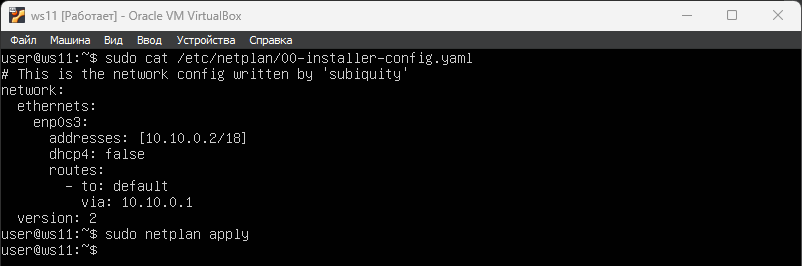 ws11 [Работает] - Oracle VM VirtualBox
Файл Машина Вид Ввод Устройства Справка
user@ws11:~$ sudo cat /etc/netplan/00-installer-config.yaml
# This is the network config written by 'subiquity'
network:
  ethernets:
    enp0s3:
      addresses: [10.10.0.2/18]
      dhcp4: false
      routes:
        - to: default
          via: 10.10.0.1
  version: 2
user@ws11:~$ sudo netplan apply
user@ws11:~$